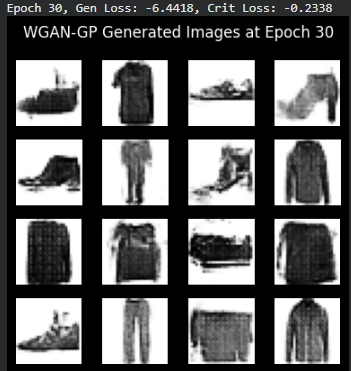 Epoch 30, Gen Loss: -6.4418, Crit Loss: -0.2338
WGAN-GP Generated Images at Epoch 30